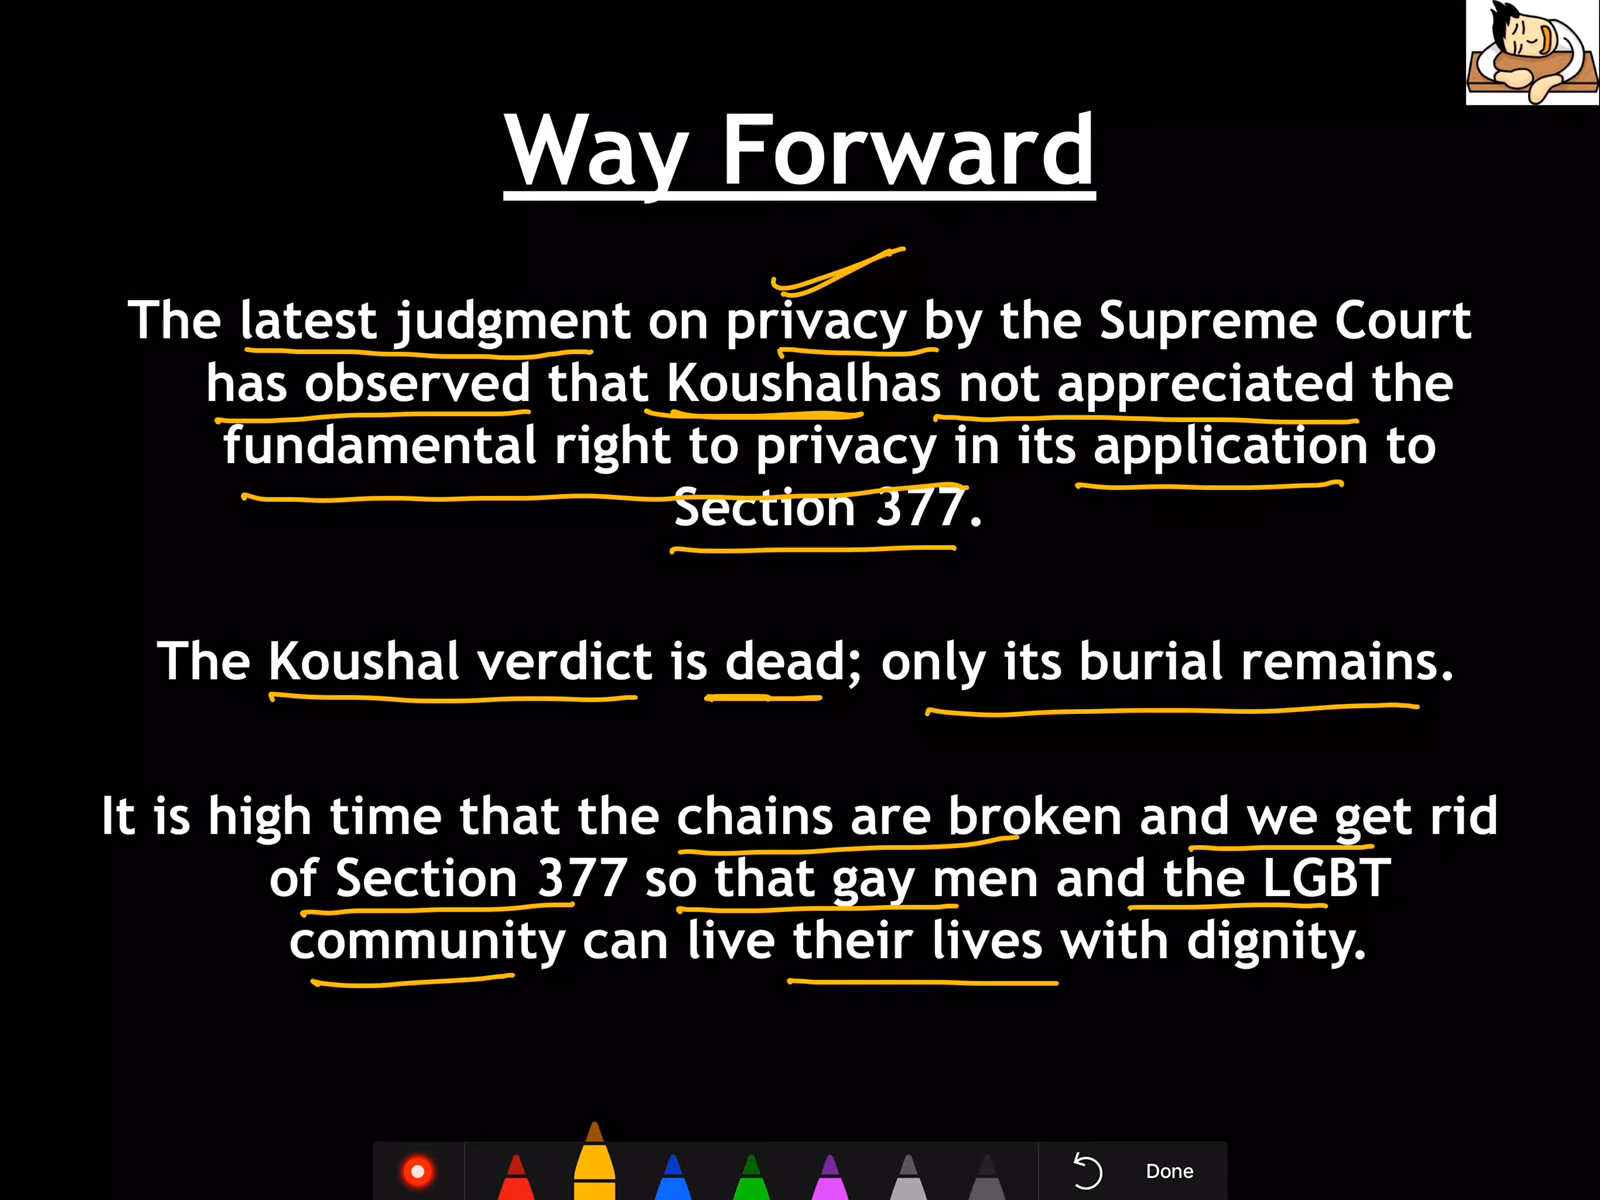 Way Forward
The latest judgment on privacy by the Supreme Court
has observed that Koushalhas not appreciated the
fundamental right to privacy in its application to
Section 377.
The Koushal verdict is dead; only its burial remains.
It is high time that the chains are broken and we get rid
of Section 377 so that gay men and the LGBT
community can live their lives with dignity.
Done